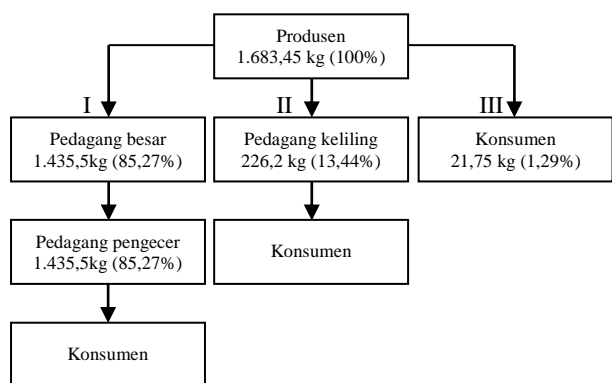 Produsen
1.683,45 kg (100%)
I
II
III
Pedagang besar
1.435,5kg (85,27%)
Pedagang keliling
226,2 kg (13,44%)
Konsumen
21,75 kg (1,29%)
Pedagang pengecer
1.435,5kg (85,27%)
Konsumen
Konsumen